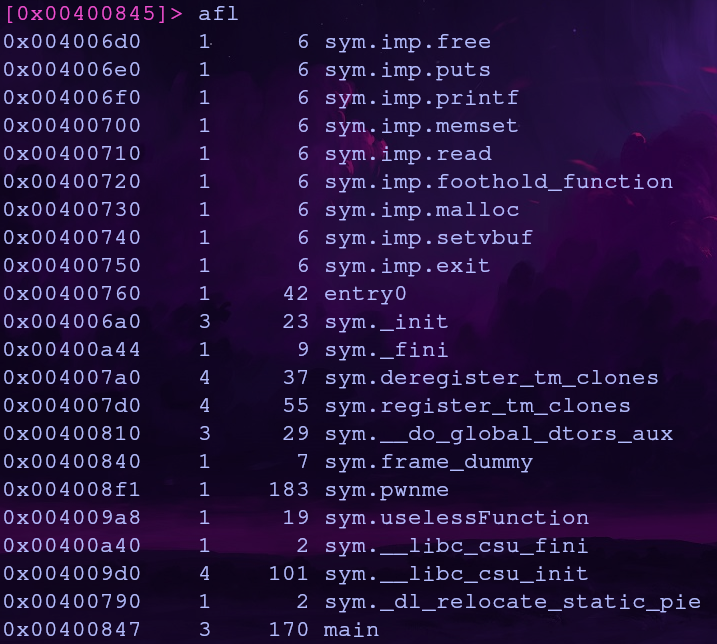 [0x00400845]> afl
0x004006d0 1 6 sym.imp.free
0x004006e0 1 6 sym.imp.puts
0x004006f0 1 6 sym.imp.printf
0x00400700 1 6 sym.imp.memset
0x00400710 1 6 sym.imp.read
0x00400720 1 6 sym.imp.foothold_function
0x00400730 1 6 sym.imp.malloc
0x00400740 1 6 sym.imp.setvbuf
0x00400750 1 6 sym.imp.exit
0x00400760 1 42 entry0
0x004006a0 3 23 sym._init
0x00400a44 1 9 sym._fini
0x004007a0 4 37 sym.deregister_tm_clones
0x004007d0 4 55 sym.register_tm_clones
0x00400810 3 29 sym.__do_global_dtors_aux
0x00400840 1 7 sym.frame_dummy
0x004008f1 1 183 sym.pwnme
0x004009a8 1 19 sym.uselessFunction
0x00400a40 1 2 sym.__libc_csu_fini
0x004009d0 4 101 sym.__libc_csu_init
0x00400790 1 2 sym._dl_relocate_static_pie
0x00400847 3 170 main